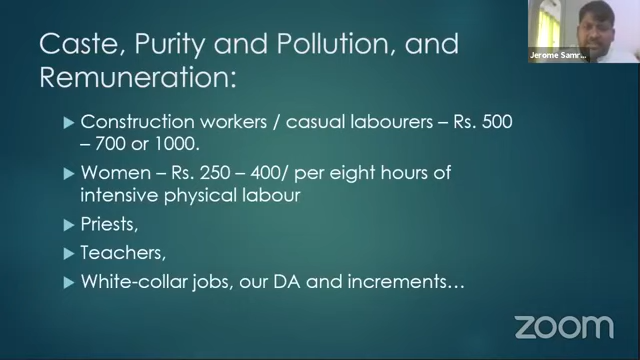 Caste, Purity and Pollution, and
Remuneration:
Construction workers / casual labourers – Rs. 500
– 700 or 1000.
Women – Rs. 250 – 400/ per eight hours of
intensive physical labour
Priests,
Teachers,
White-collar jobs, our DA and increments…
Jerome Samr...
zoom